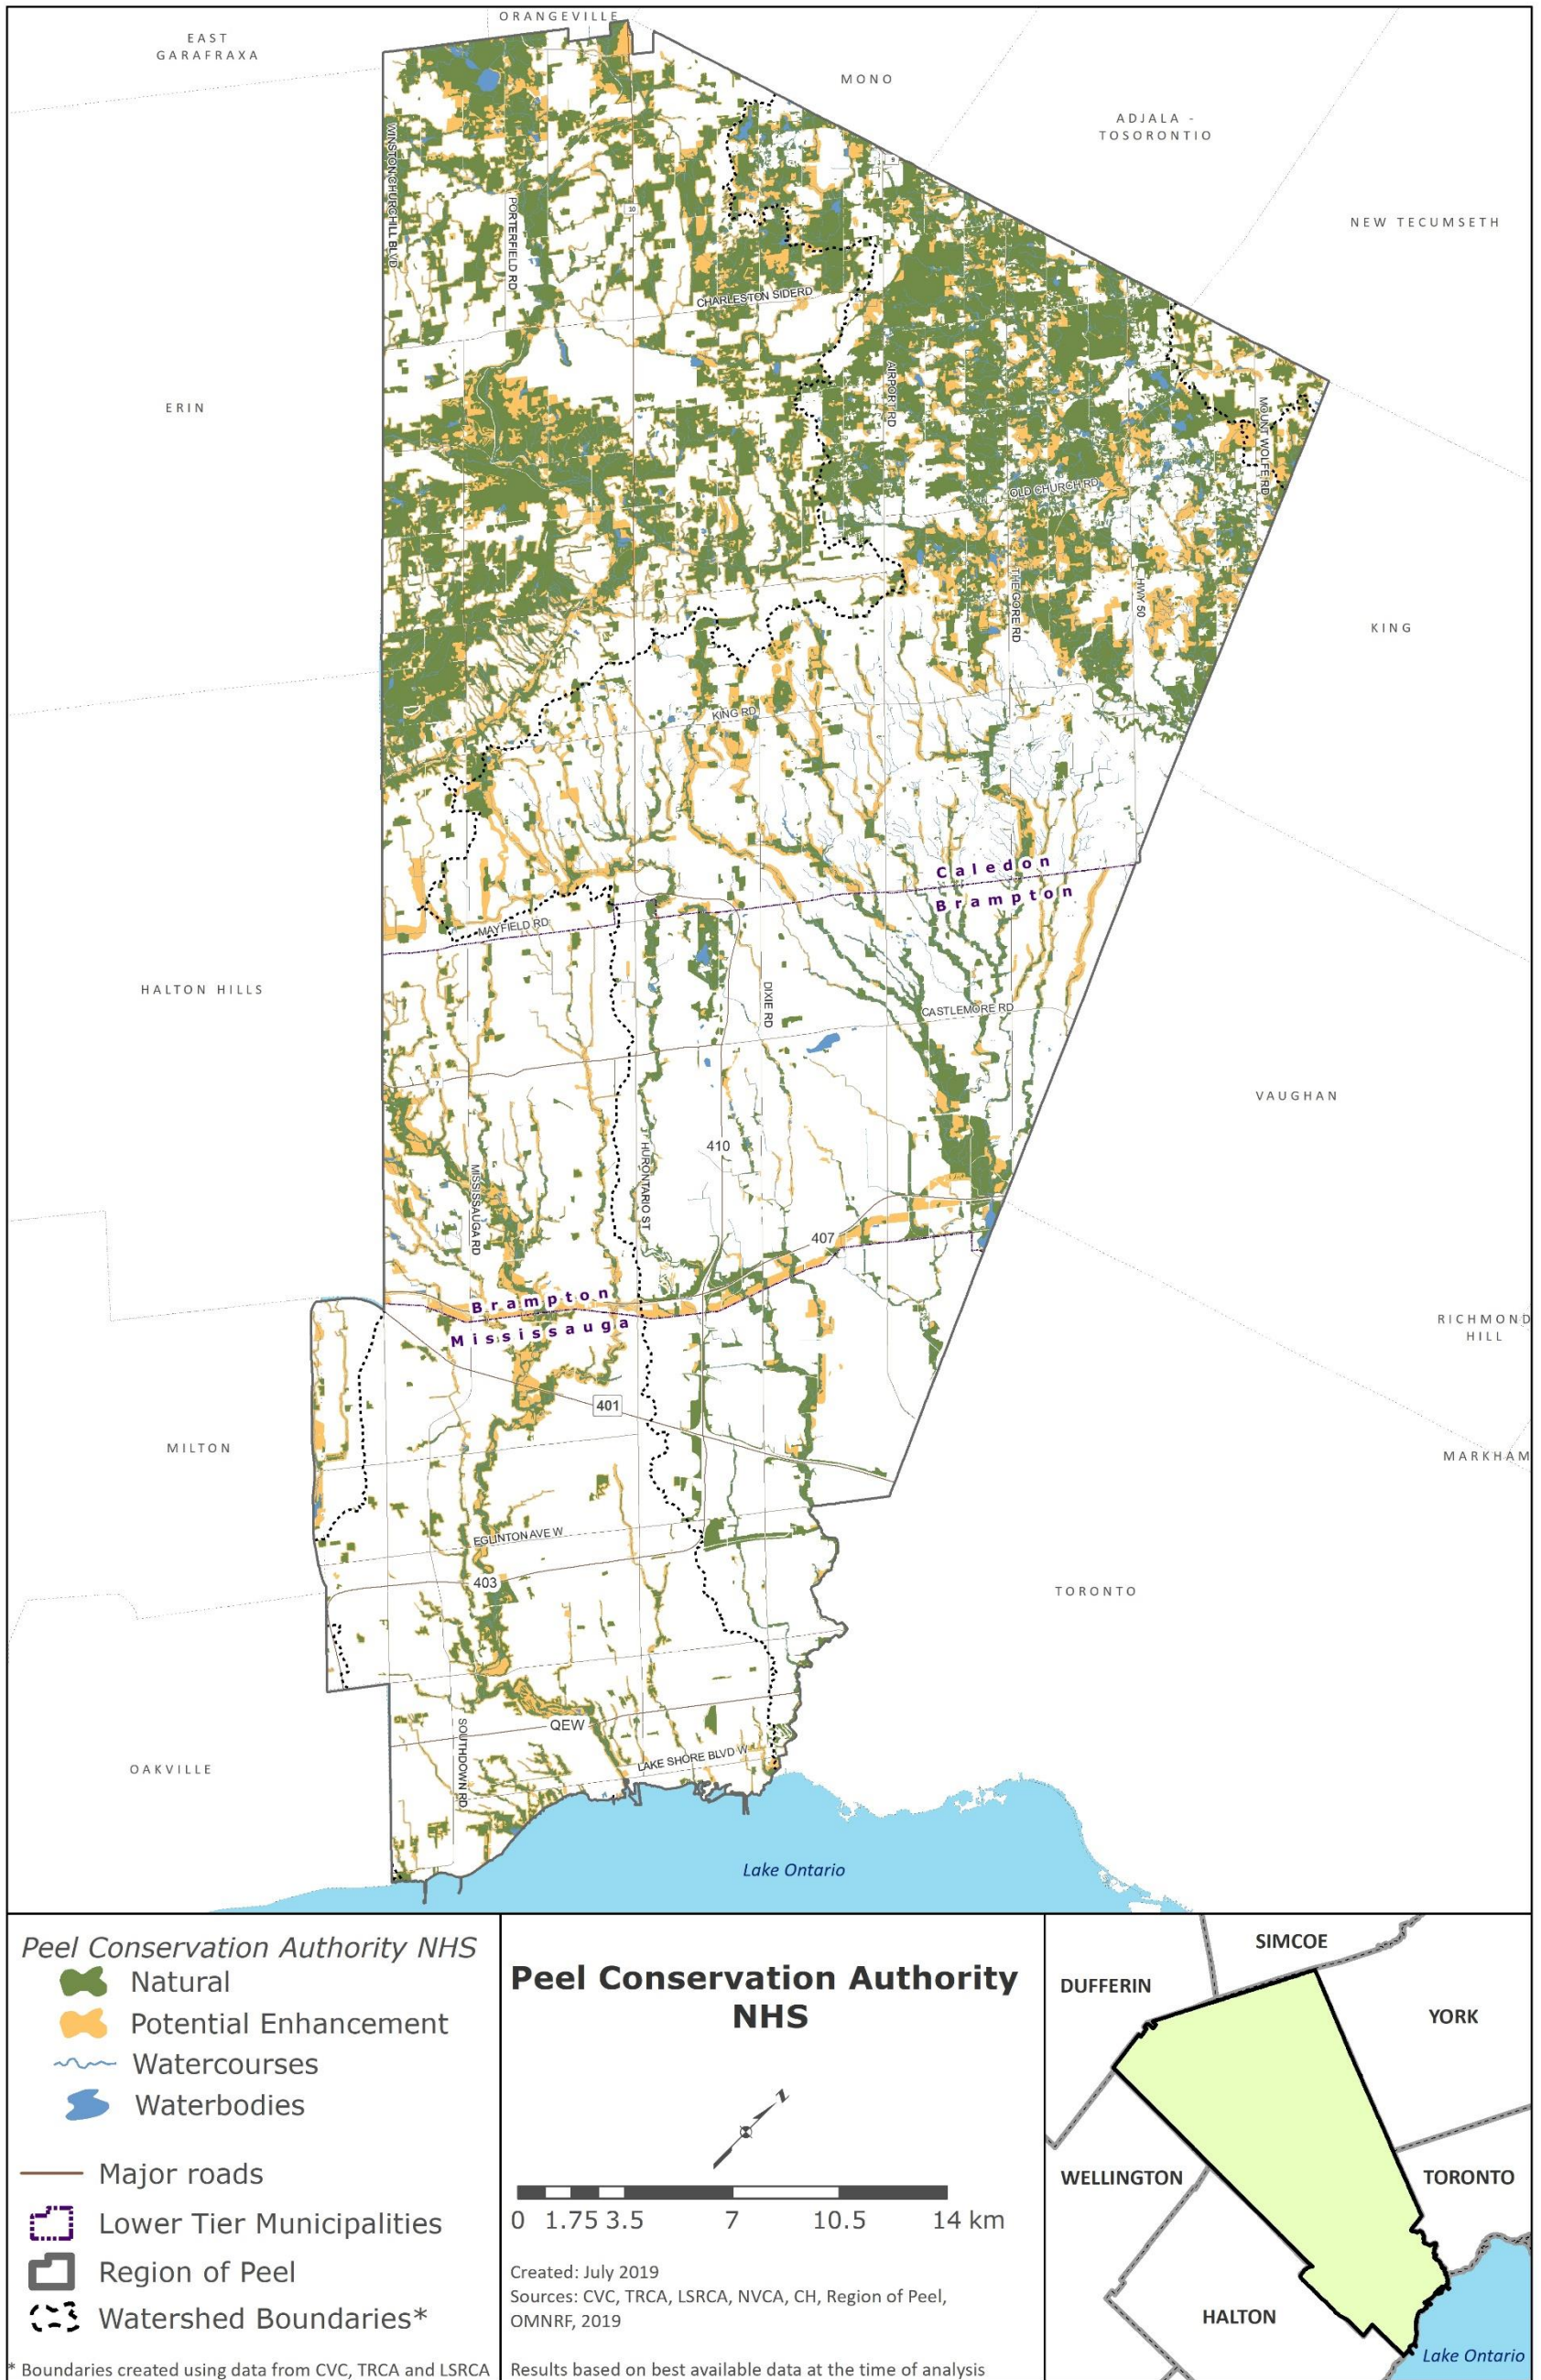 ORANGEVILLE
EAST
GARAFRAXA
MONO
ADJALA -
TOSORONTIO
WINSTON CHURCHILL BLVD
9
PORTERFIELD RD
10
NEW TECUMSETH
CHARLESTON SIDERD
AIRPORT RD
ERIN
MOUNT WOLFE RD
OLD CHURCH RD
THE GORE RD
HWY 50
KING
KING RD
Caledon
Brampton
MAYFIELD RD
HALTON HILLS
DIXIE RD
CASTLEMORE RD
7
VAUGHAN
410
HURONTARIO ST
MISSISSAUGA RD
407
Brampton
Mississauga
RICHMOND
HILL
401
MILTON
MARKHAM
EGLINTON AVE W
403
TORONTO
QEW
SOUTHDOWN RD
LAKE SHORE BLVD W
OAKVILLE
Lake Ontario
Peel Conservation Authority NHS
Natural
Potential Enhancement
Watercourses
Waterbodies
Major roads
Lower Tier Municipalities
Region of Peel
Watershed Boundaries*
* Boundaries created using data from CVC, TRCA and LSRCA
Peel Conservation Authority
NHS
Z
0 1.75 3.5 7 10.5 14 km
Created: July 2019
Sources: CVC, TRCA, LSRCA, NVCA, CH, Region of Peel,
OMNRF, 2019
Results based on best available data at the time of analysis
SIMCOE
DUFFERIN
YORK
WELLINGTON
TORONTO
HALTON
Lake Ontario